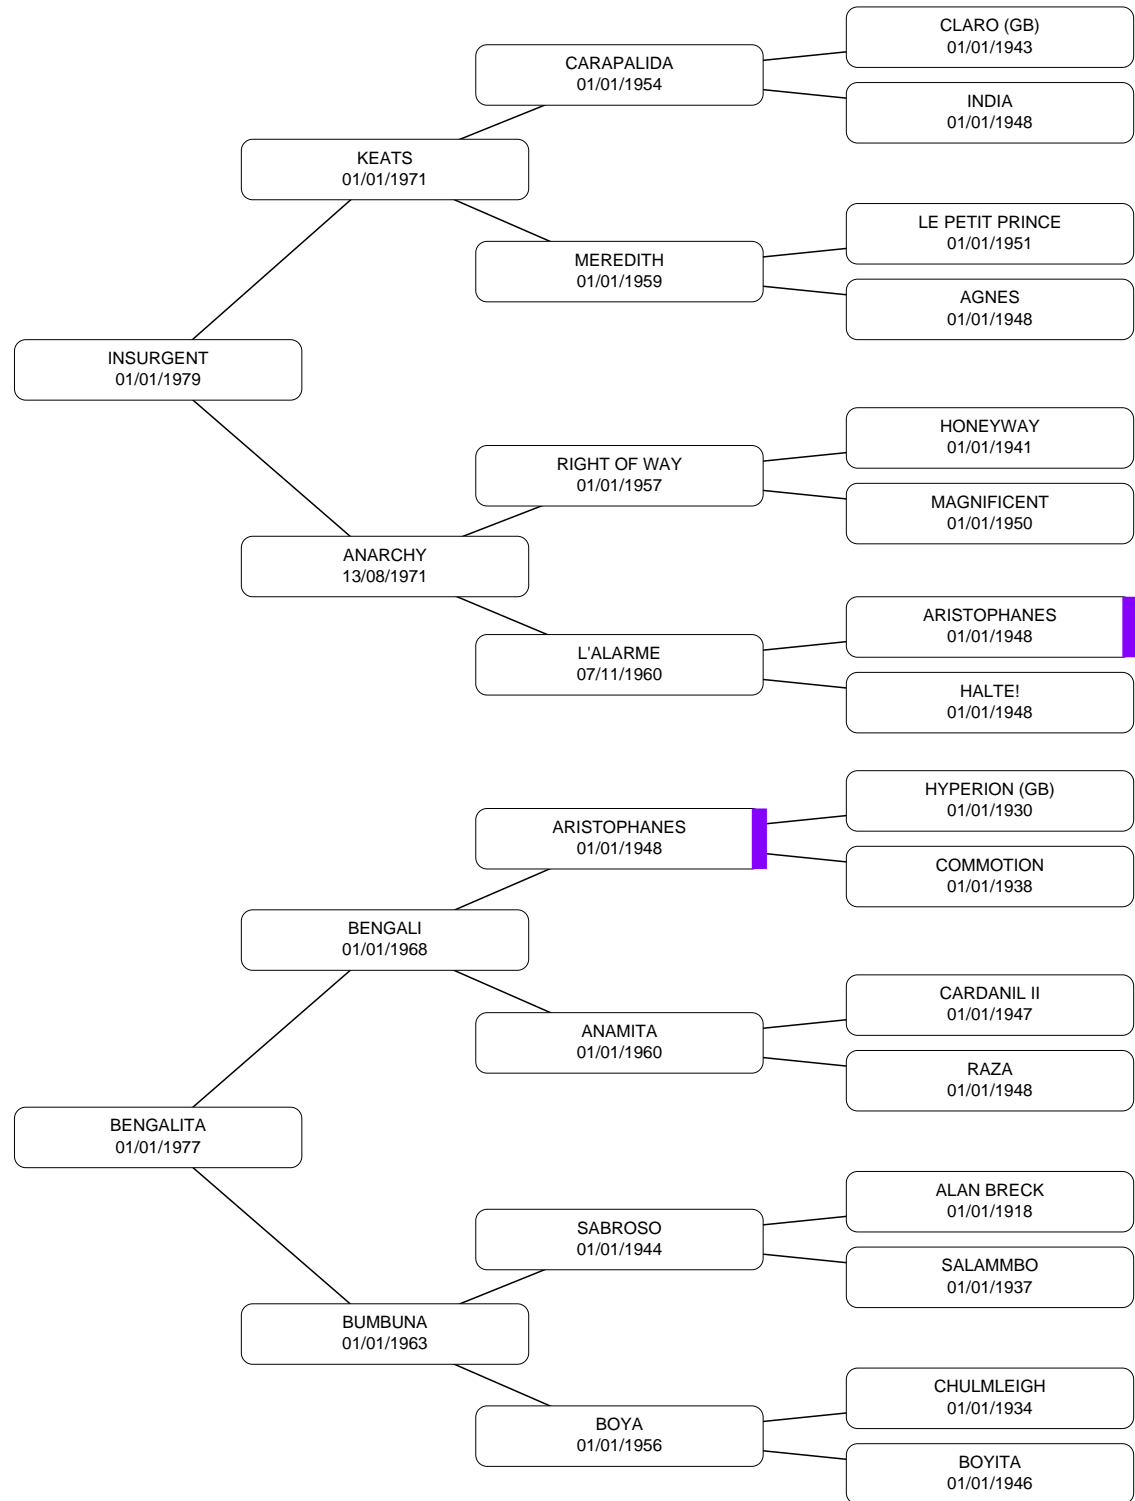 CLARO (GB)
01/01/1943
CARAPALIDA
01/01/1954
INDIA
01/01/1948
KEATS
01/01/1971
LE PETIT PRINCE
01/01/1951
MEREDITH
01/01/1959
AGNES
01/01/1948
INSURGENT
01/01/1979
HONEYWAY
01/01/1941
RIGHT OF WAY
01/01/1957
MAGNIFICENT
01/01/1950
ANARCHY
13/08/1971
ARISTOPHANES
01/01/1948
L'ALARME
07/11/1960
HALTE!
01/01/1948
HYPERION (GB)
01/01/1930
ARISTOPHANES
01/01/1948
COMMOTION
01/01/1938
BENGALI
01/01/1968
CARDANIL II
01/01/1947
ANAMITA
01/01/1960
RAZA
01/01/1948
BENGALITA
01/01/1977
ALAN BRECK
01/01/1918
SABROSO
01/01/1944
SALAMMBO
01/01/1937
BUMBUNA
01/01/1963
CHULMLEIGH
01/01/1934
BOYA
01/01/1956
BOYITA
01/01/1946